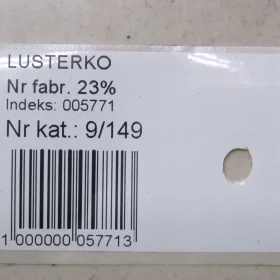 LUSTERKO
Nr fabr. 23%
Indeks: 005771
Nr kat.: 9/149
1 000000 057713